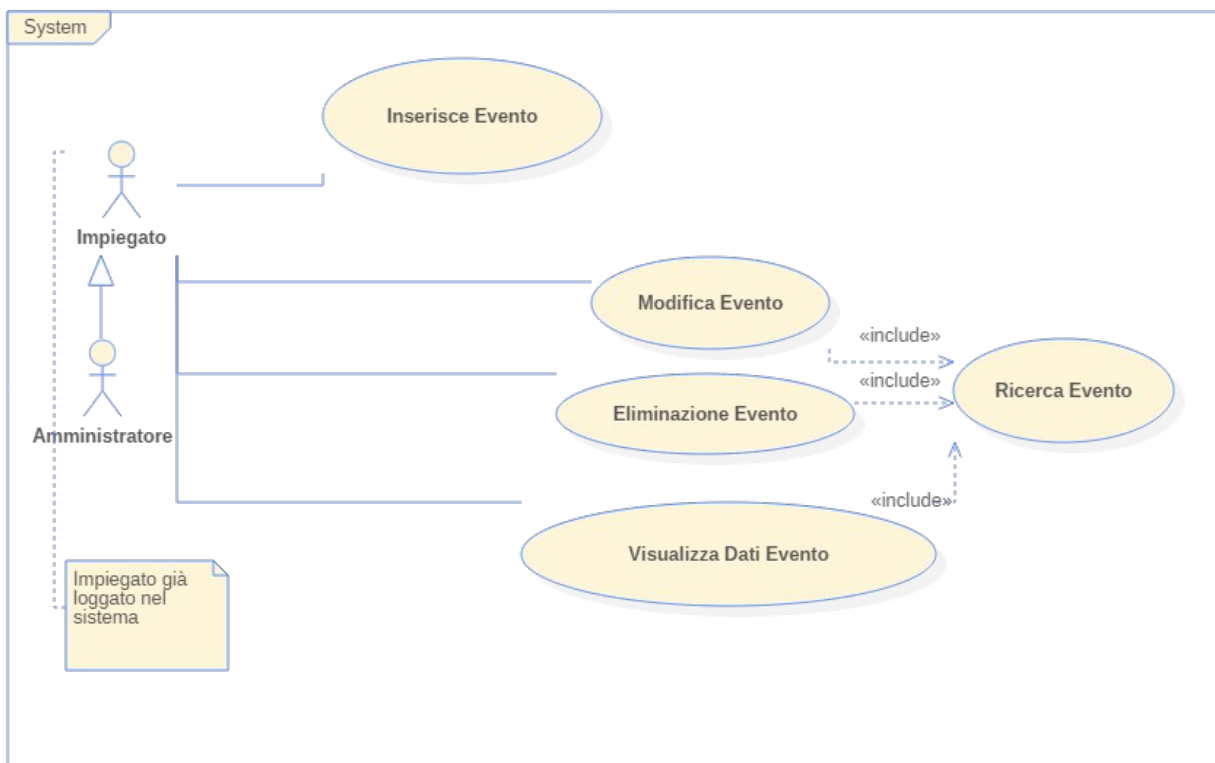 System
Inserisce Evento
Impiegato
Modifica Evento
«include»
«include»
Ricerca Evento
Eliminazione Evento
Amministratore
«include»
Visualizza Dati Evento
Impiegato già
loggato nel
sistema